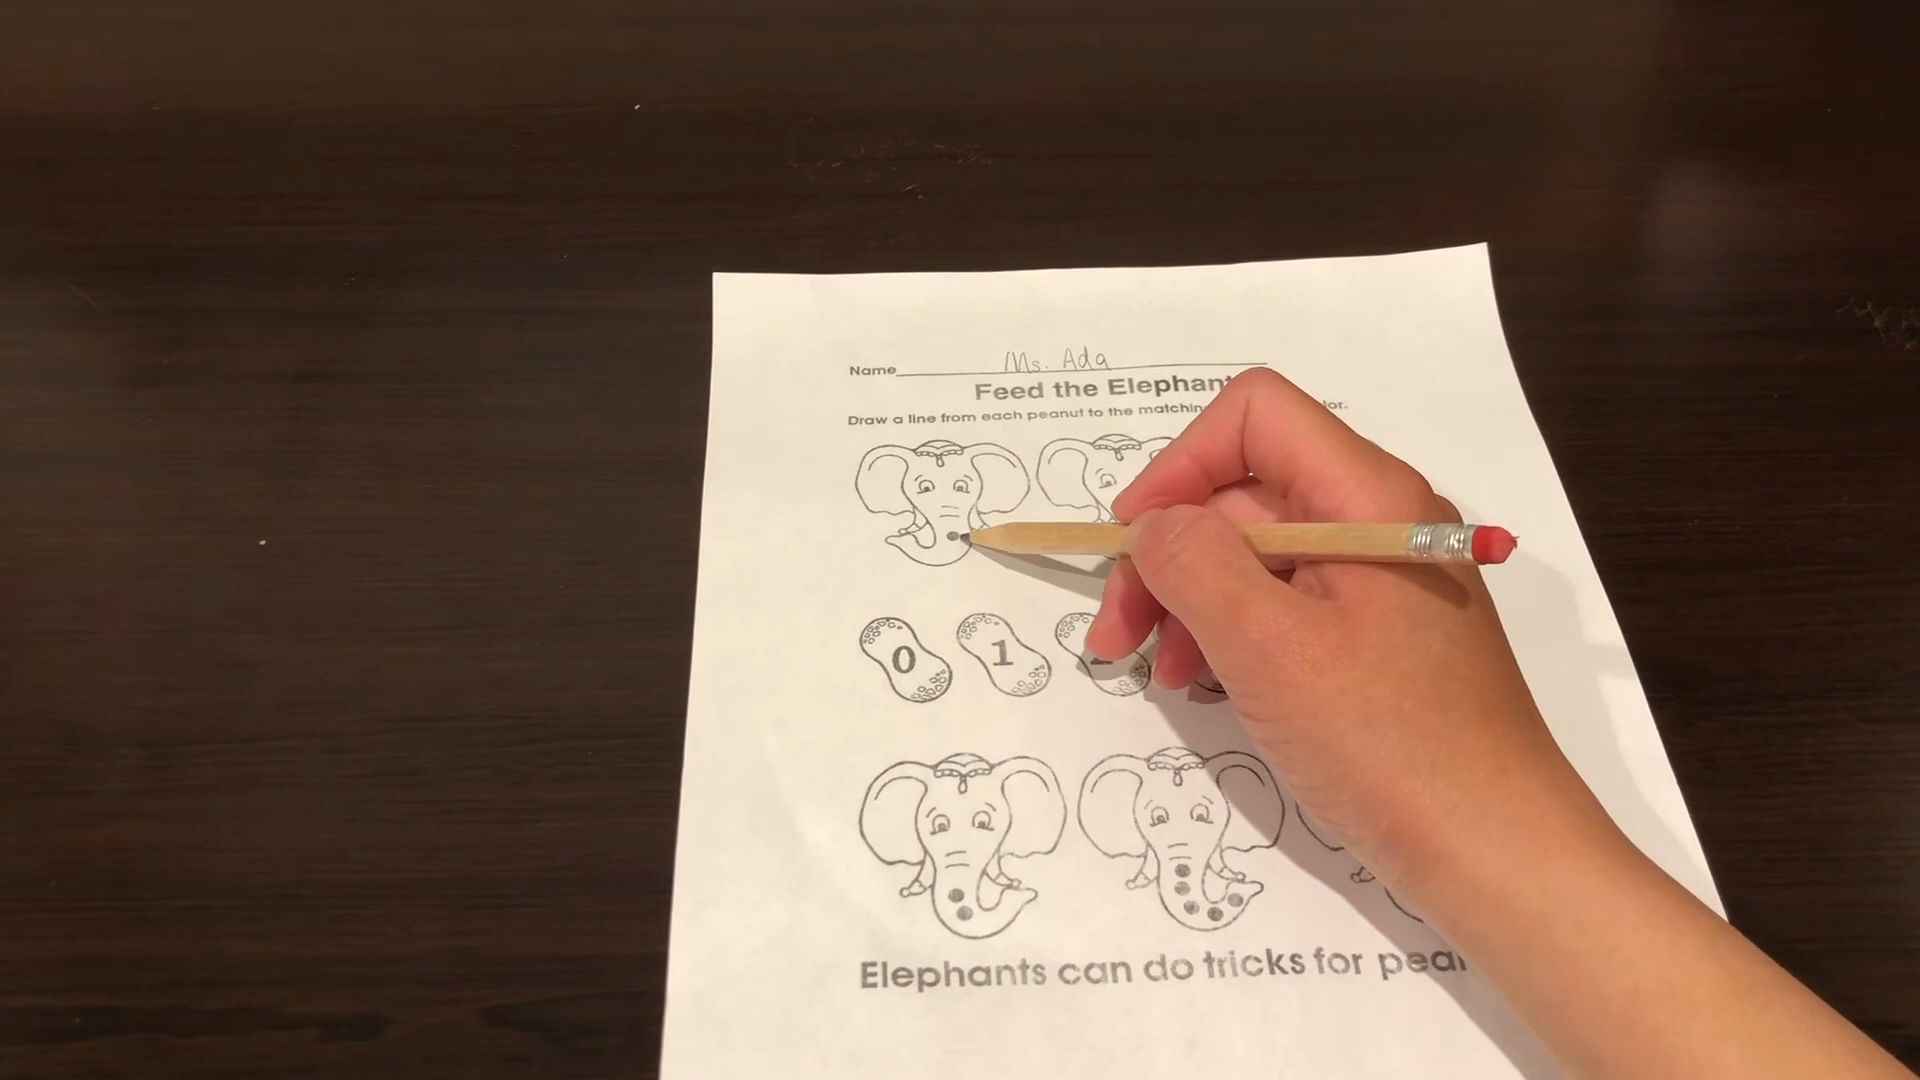 Name Ms. Ada
Feed the Elephant
Draw a line from each peanut to the matching
0 1 2
Elephants can do tricks for